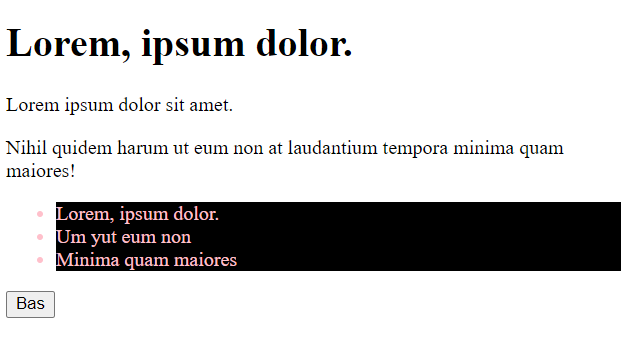 Lorem, ipsum dolor.
Lorem ipsum dolor sit amet.
Nihil quidem harum ut eum non at laudantium tempora minima quam
maiores!
Lorem, ipsum dolor.
Um yut eum non
Minima quam maiores
Bas